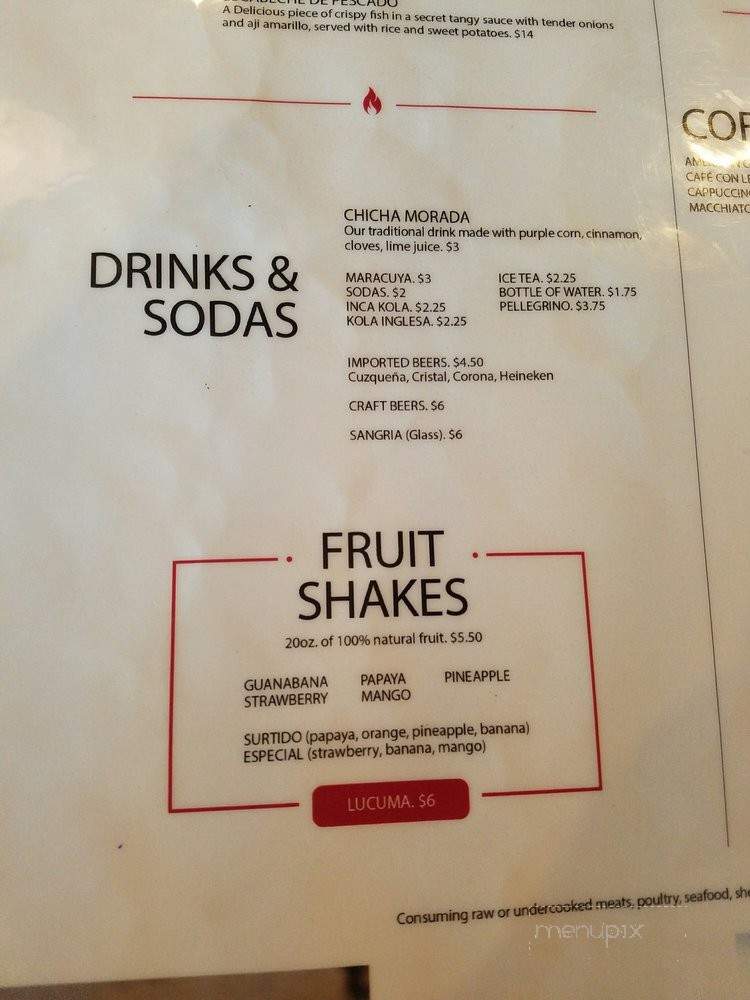 DE PESCADO
A Delicious piece of crispy fish in a secret tangy sauce with tender onions
and aji amarillo, served with rice and sweet potatoes. $14
DRINKS &
SODAS
CHICHA MORADA
Our traditional drink made with purple corn, cinnamon,
cloves, lime juice. $3
MARACUYA. $3
SODAS. $2
INCA KOLA. $2.25
KOLA INGLESA. $2.25
ICE TEA. $2.25
BOTTLE OF WATER. $1.75
PELLEGRINO. $3.75
IMPORTED BEERS. $4.50
Cuzqueña, Cristal, Corona, Heineken
CRAFT BEERS. $6
SANGRIA (Glass). $6
FRUIT
SHAKES
20oz. of 100% natural fruit. $5.50
GUANABANA PAPAYA PINEAPPLE
STRAWBERRY MANGO
SURTIDO (papaya, orange, pineapple, banana)
ESPECIAL (strawberry, banana, mango)
LUCUMA. $6
CAFÉ CON
Consuming raw or undercooked meats, poultry, seafood,
menupix